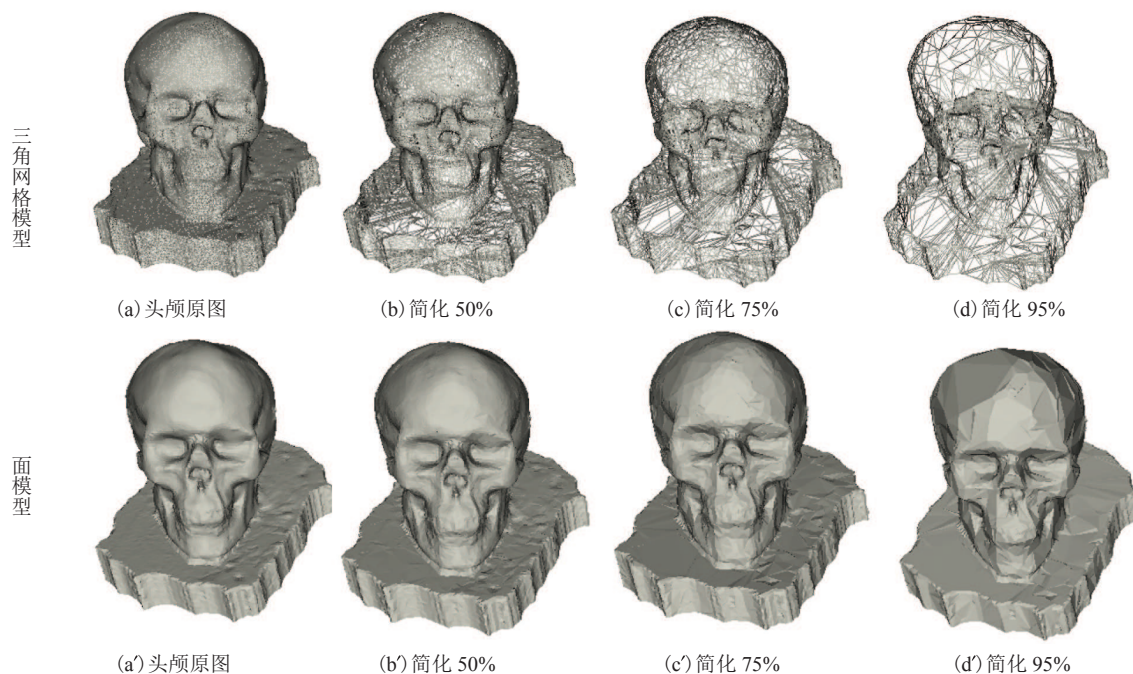 三角网格模型
(a)头颅原图
(b)简化 50%
(c)简化 75%
(d)简化 95%
面模型
(a′)头颅原图
(b′)简化 50%
(c′)简化 75%
(d′)简化 95%